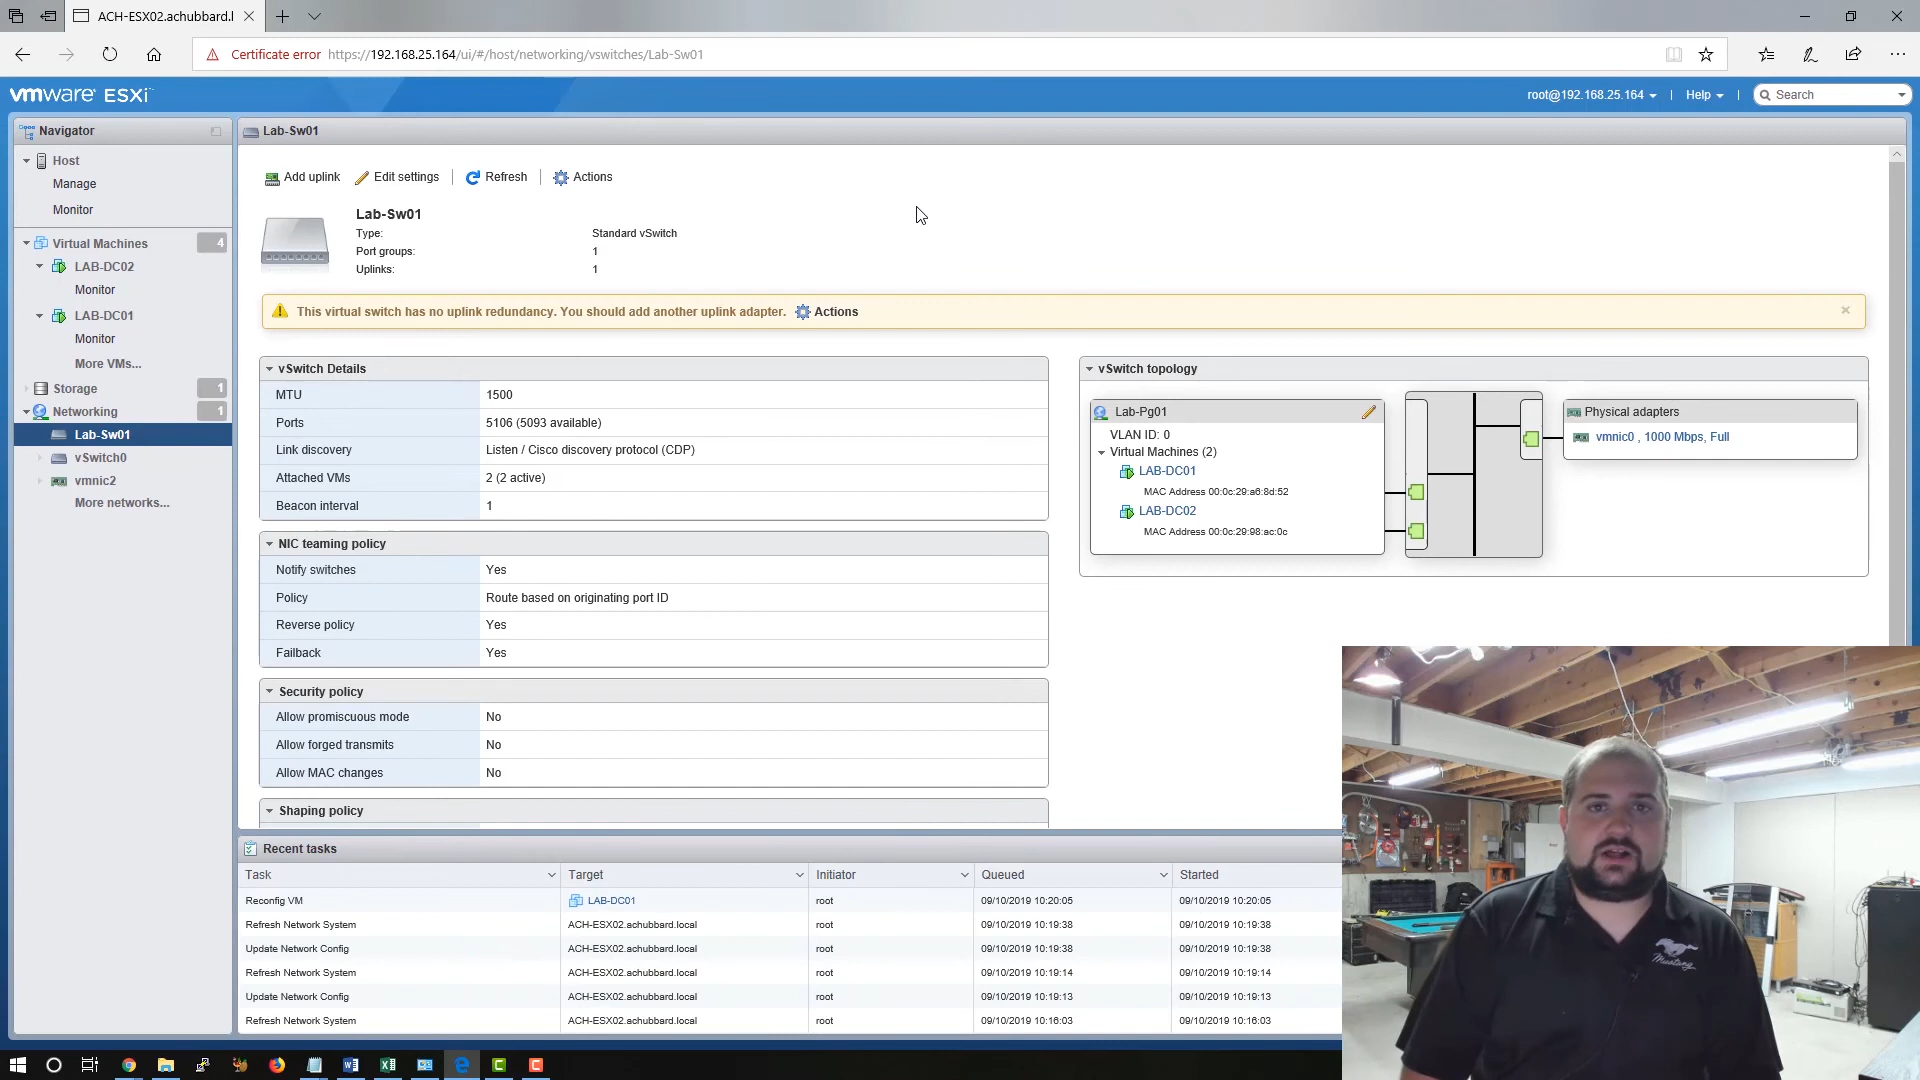 ACH-ESX02.achubbard.l
Certificate error https://192.168.25.164/ui/#/host/networking/vswitches/Lab-Sw01
vmware ESXi
root@192.168.25.164 | Help | Search
Navigator
Host
Manage
Monitor
Virtual Machines 4
LAB-DC02
Monitor
LAB-DC01
Monitor
More VMs...
Storage 1
Networking 1
Lab-Sw01
vSwitch0
vmnic2
More networks...
Lab-Sw01
Add uplink Edit settings | Refresh | Actions
Lab-Sw01
Type: Standard vSwitch
Port groups: 1
Uplinks: 1
This virtual switch has no uplink redundancy. You should add another uplink adapter. Actions
vSwitch Details
MTU 1500
Ports 5106 (5093 available)
Link discovery Listen / Cisco discovery protocol (CDP)
Attached VMs 2 (2 active)
Beacon interval 1
NIC teaming policy
Notify switches Yes
Policy Route based on originating port ID
Reverse policy Yes
Failback Yes
Security policy
Allow promiscuous mode No
Allow forged transmits No
Allow MAC changes No
Shaping policy
vSwitch topology
Lab-Pg01
VLAN ID: 0
Virtual Machines (2)
LAB-DC01
MAC Address 00:0c:29:a6:8d:52
LAB-DC02
MAC Address 00:0c:29:98:ac:0c
Physical adapters
vmnic0 , 1000 Mbps, Full
Recent tasks
Task Target Initiator Queued Started
Reconfig VM LAB-DC01 root 09/10/2019 10:20:05 09/10/2019 10:20:05
Refresh Network System ACH-ESX02.achubbard.local root 09/10/2019 10:19:38 09/10/2019 10:19:38
Update Network Config ACH-ESX02.achubbard.local root 09/10/2019 10:19:38 09/10/2019 10:19:38
Refresh Network System ACH-ESX02.achubbard.local root 09/10/2019 10:19:14 09/10/2019 10:19:14
Update Network Config ACH-ESX02.achubbard.local root 09/10/2019 10:19:13 09/10/2019 10:19:13
Refresh Network System ACH-ESX02.achubbard.local root 09/10/2019 10:16:03 09/10/2019 10:16:03
Mustang